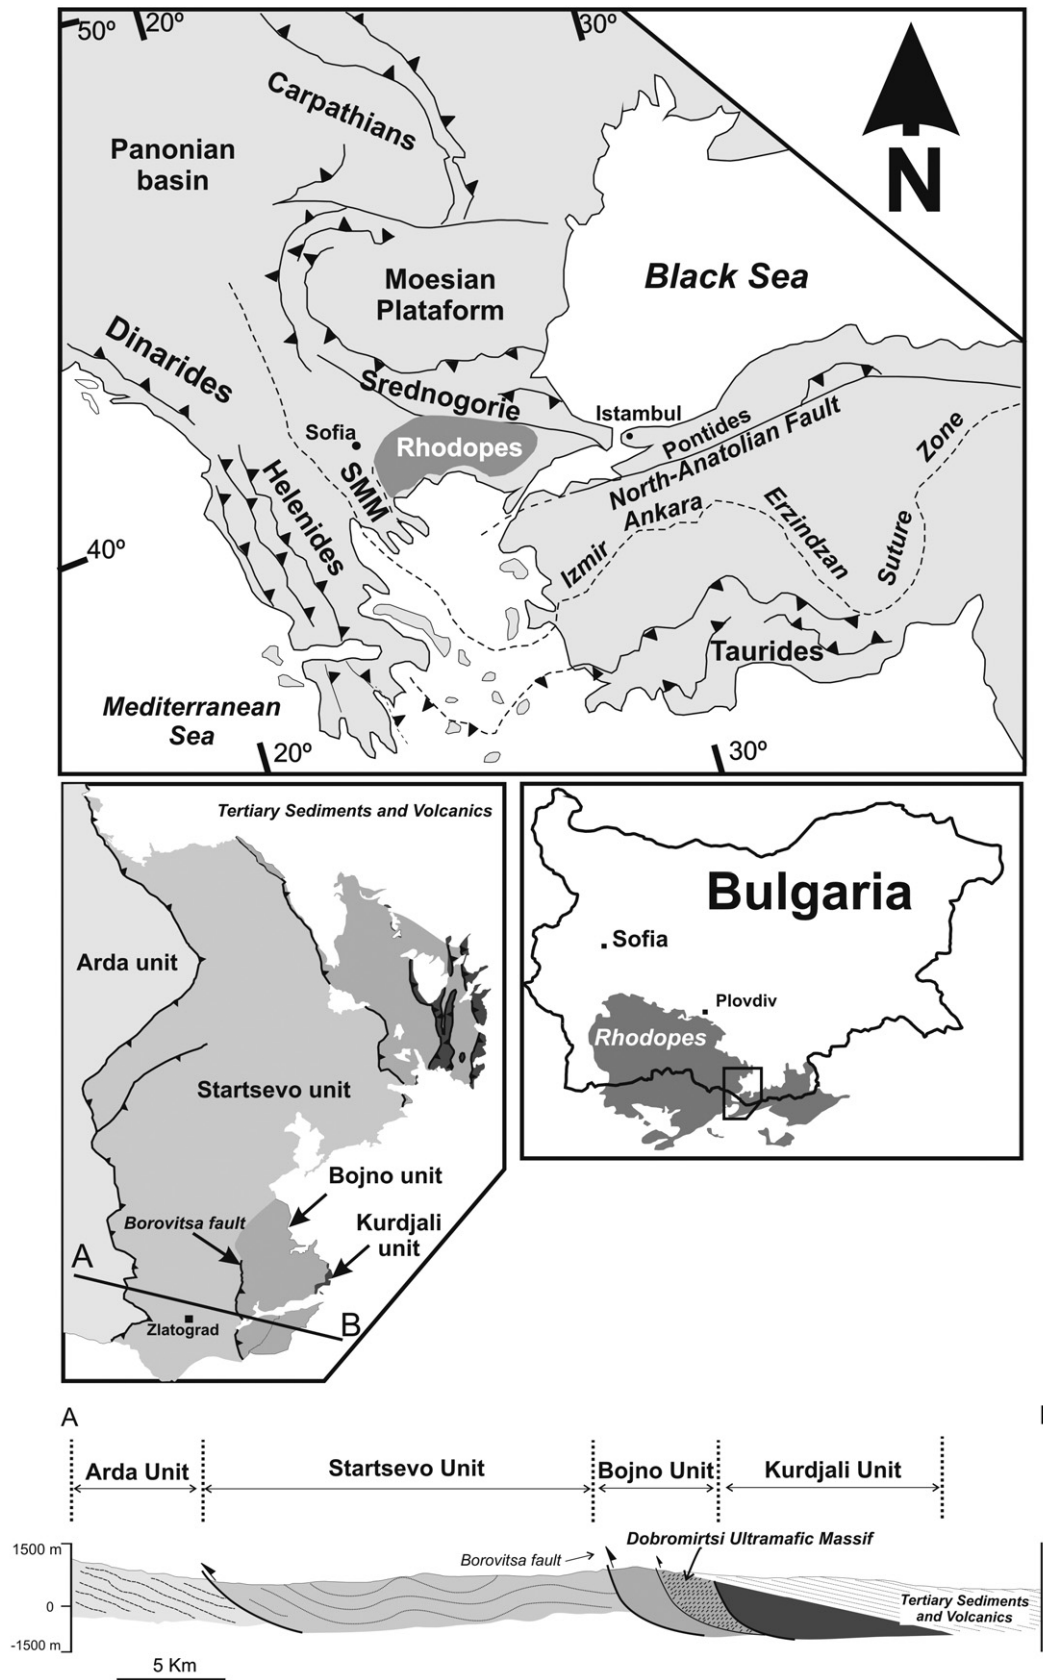 50º
20º
30º
Carpathians
Panonian
basin
N
Moesian
Plataform
Black Sea
Dinarides
Srednogorie
Istambul
Sofia
Rhodopes
Pontides
North-Anatolian Fault
Zone
SMM
Helenides
Ankara
Erzindzan
Suture
Izmir
40º
Taurides
Mediterranean
Sea
20º
30º
Tertiary Sediments and Volcanics
Arda unit
Startsevo unit
Bojno unit
Borovitsa fault
Kurdjali
unit
A
B
Zlatograd
Bulgaria
Sofia
Plovdiv
Rhodopes
A
Arda Unit
Startsevo Unit
Bojno Unit
Kurdjali Unit
Dobromirtsi Ultramafic Massif
1500 m
Borovitsa fault
0
Tertiary Sediments
and Volcanics
-1500 m
5 Km